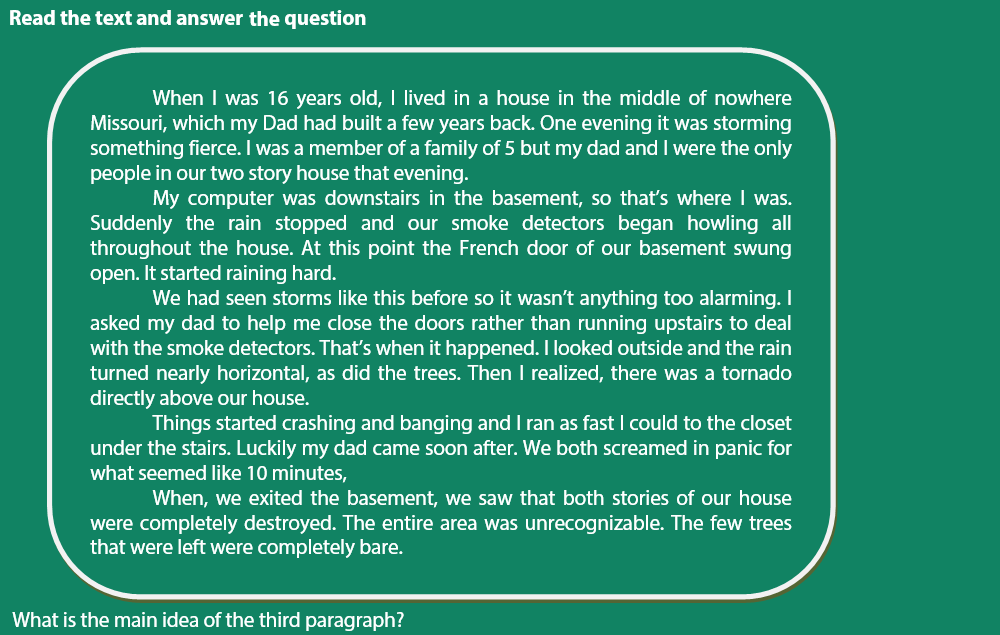 Read the text and answer the question
When I was 16 years old, I lived in a house in the middle of nowhere
Missouri, which my Dad had built a few years back. One evening it was storming
something fierce. I was a member of a family of 5 but my dad and I were the only
people in our two story house that evening.
My computer was downstairs in the basement, so that's where I was.
Suddenly the rain stopped and our smoke detectors began howling all
throughout the house. At this point the French door of our basement swung
open. It started raining hard.
We had seen storms like this before so it wasn't anything too alarming. I
asked my dad to help me close the doors rather than running upstairs to deal
with the smoke detectors. That's when it happened. I looked outside and the rain
turned nearly horizontal, as did the trees. Then I realized, there was a tornado
directly above our house.
Things started crashing and banging and I ran as fast I could to the closet
under the stairs. Luckily my dad came soon after. We both screamed in panic for
what seemed like 10 minutes,
When, we exited the basement, we saw that both stories of our house
were completely destroyed. The entire area was unrecognizable. The few trees
that were left were completely bare.
What is the main idea of the third paragraph?